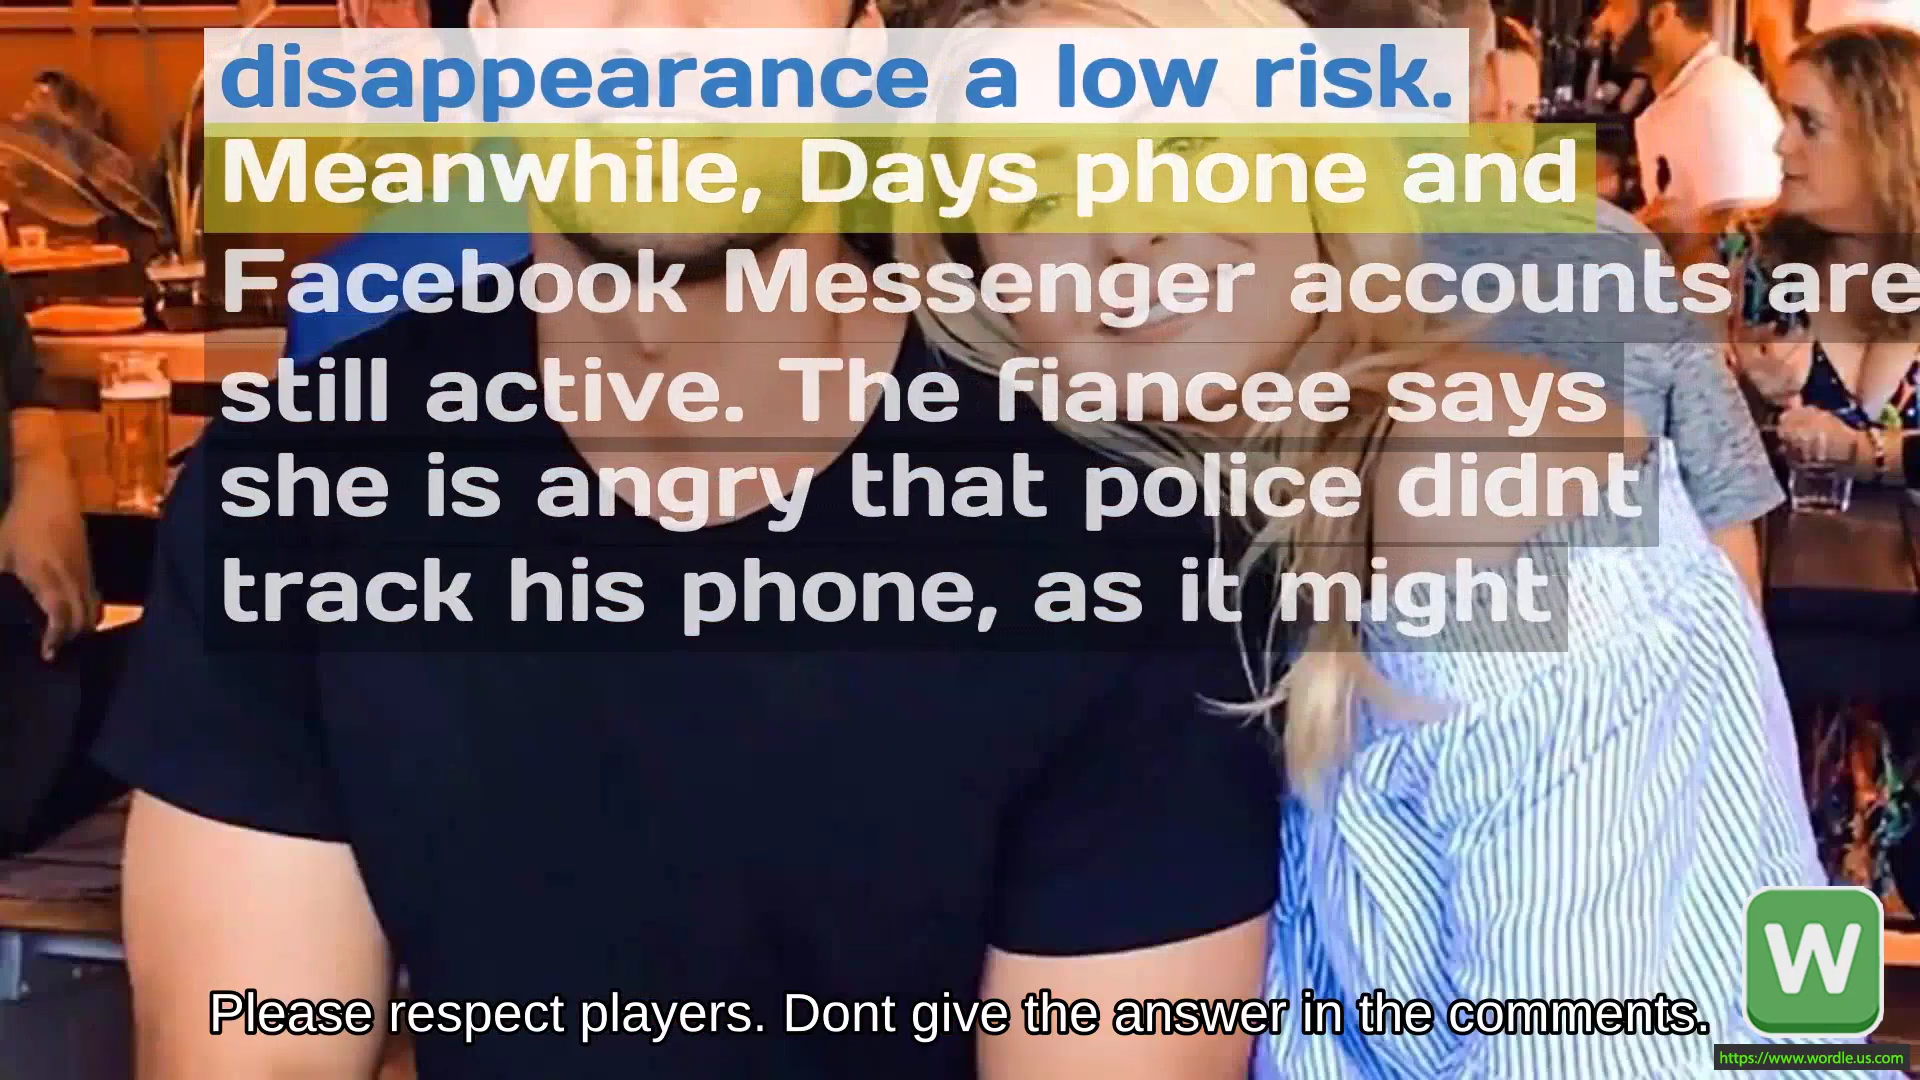 disappearance a low risk.
Meanwhile, Days phone and
Facebook Messenger accounts are
still active. The fiancee says
she is angry that police didnt
track his phone, as it might
W
Please respect players. Dont give the answer in the comments.
https://www.wordle.us.com